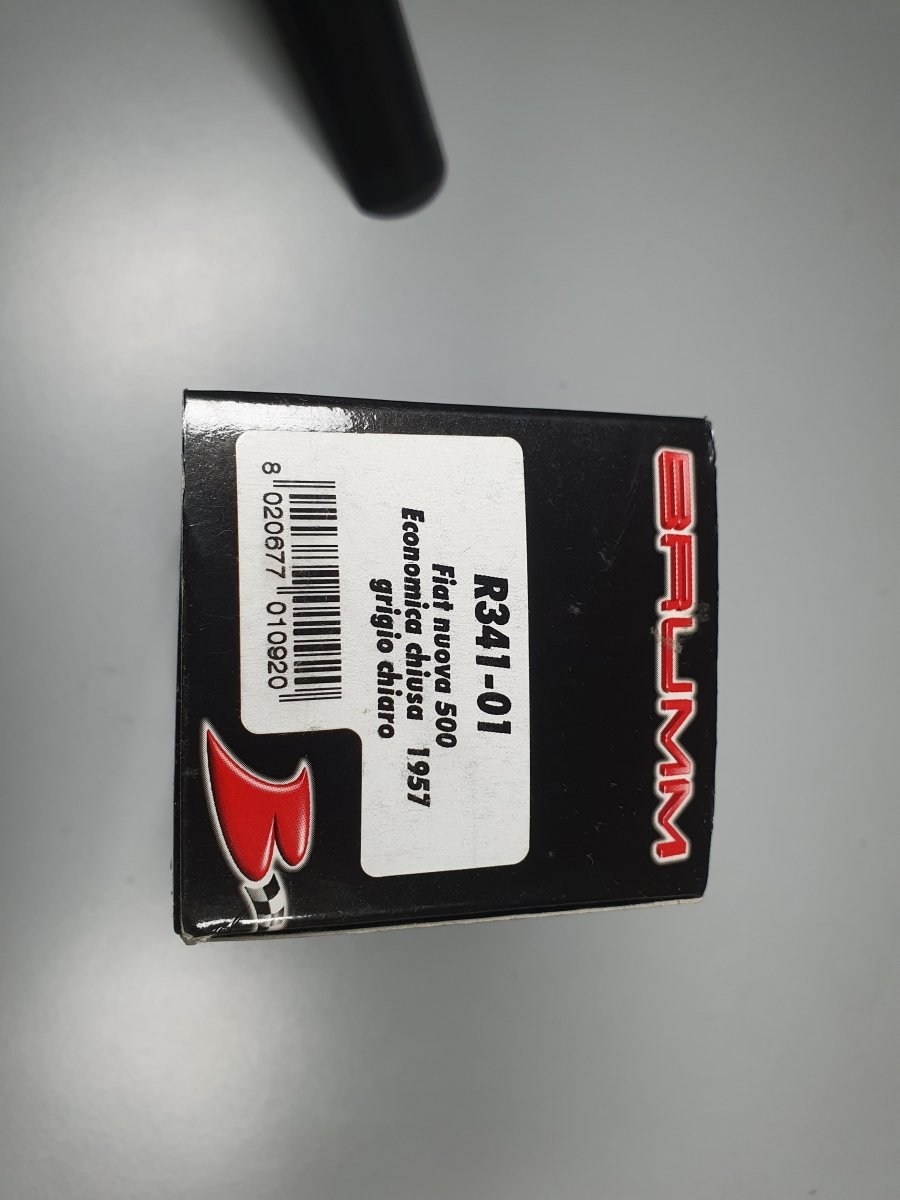 BRUMM
R341-01
Fiat nuova 500
Economica chiusa 1957
grigio chiaro
8 020677 010920